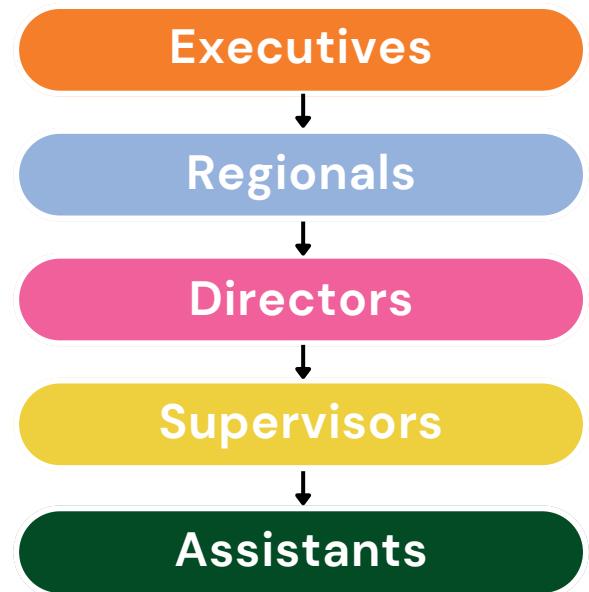 Executives
Regionals
Directors
Supervisors
Assistants